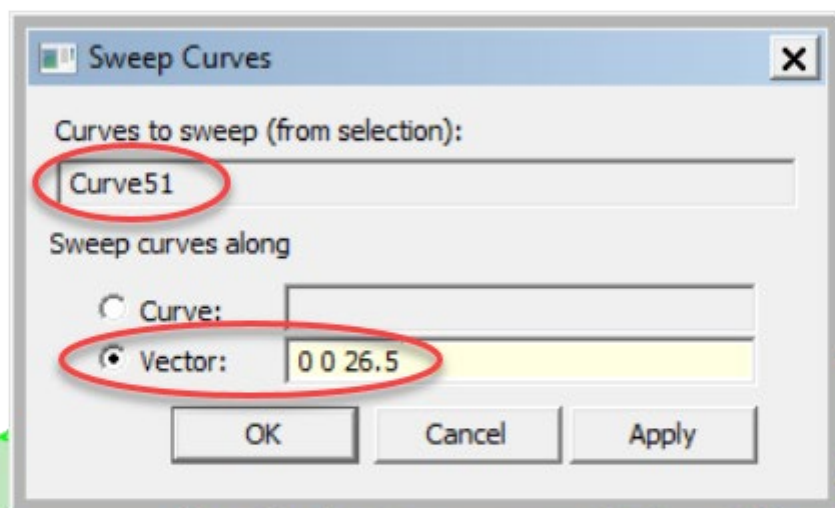 Sweep Curves
Curves to sweep (from selection):
Curve51
Sweep curves along
Curve:
Vector: 0 0 26.5
OK Cancel Apply